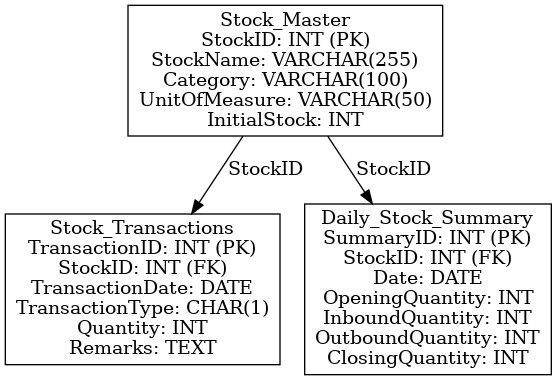 Stock_Master
StockID: INT (PK)
StockName: VARCHAR(255)
Category: VARCHAR(100)
UnitOfMeasure: VARCHAR(50)
InitialStock: INT
StockID
StockID
Stock_Transactions
TransactionID: INT (PK)
StockID: INT (FK)
TransactionDate: DATE
TransactionType: CHAR(1)
Quantity: INT
Remarks: TEXT
Daily_Stock_Summary
SummaryID: INT (PK)
StockID: INT (FK)
Date: DATE
OpeningQuantity: INT
InboundQuantity: INT
OutboundQuantity: INT
ClosingQuantity: INT